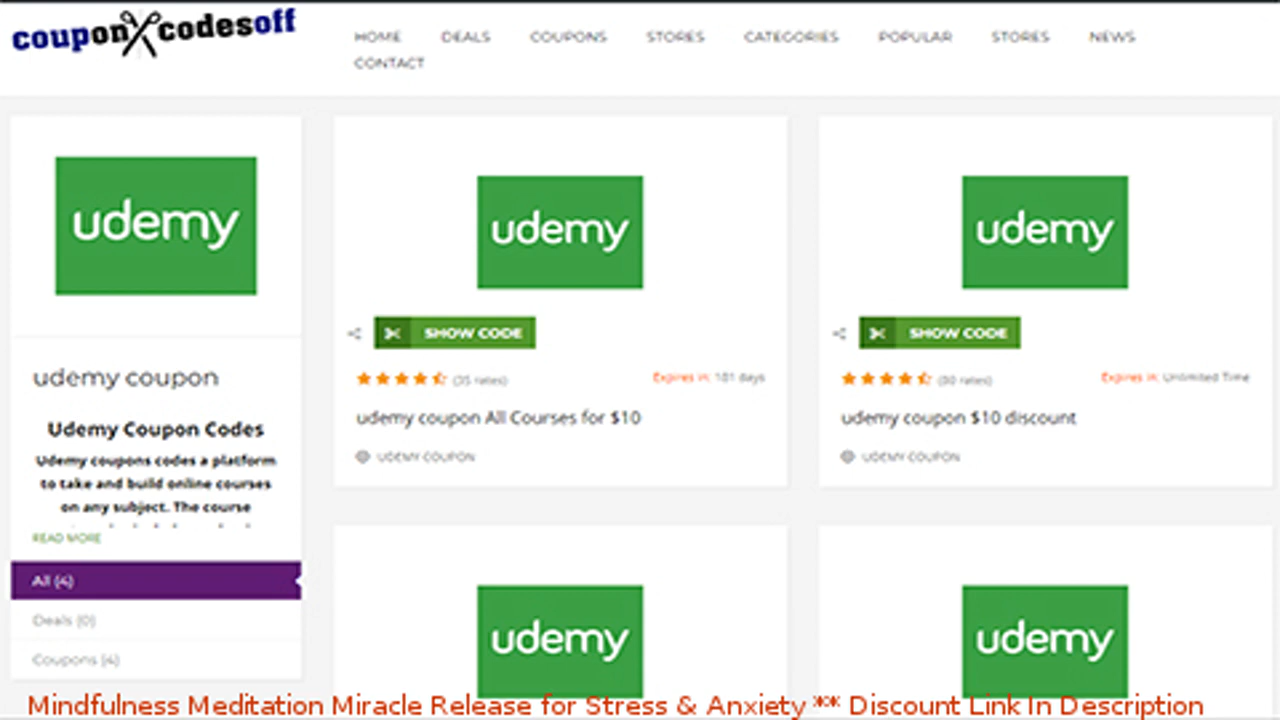 couponXcodesoff
HOME DEALS COUPONS STORES CATEGORIES POPULAR STORES NEWS
CONTACT
udemy
udemy coupon
Udemy Coupon Codes
Udemy coupons codes a platform
to take and build online courses
on any subject. The course
READ MORE
All (4)
Deals (0)
Coupons (4)
udemy
SHOW CODE
(35 rates) Expires in: 181 days
udemy coupon All Courses for $10
UDEMY COUPON
udemy
SHOW CODE
(80 rates) Expires in: Unlimited Time
udemy coupon $10 discount
UDEMY COUPON
udemy
udemy
Mindfulness Meditation Miracle Release for Stress & Anxiety ** Discount Link In Description